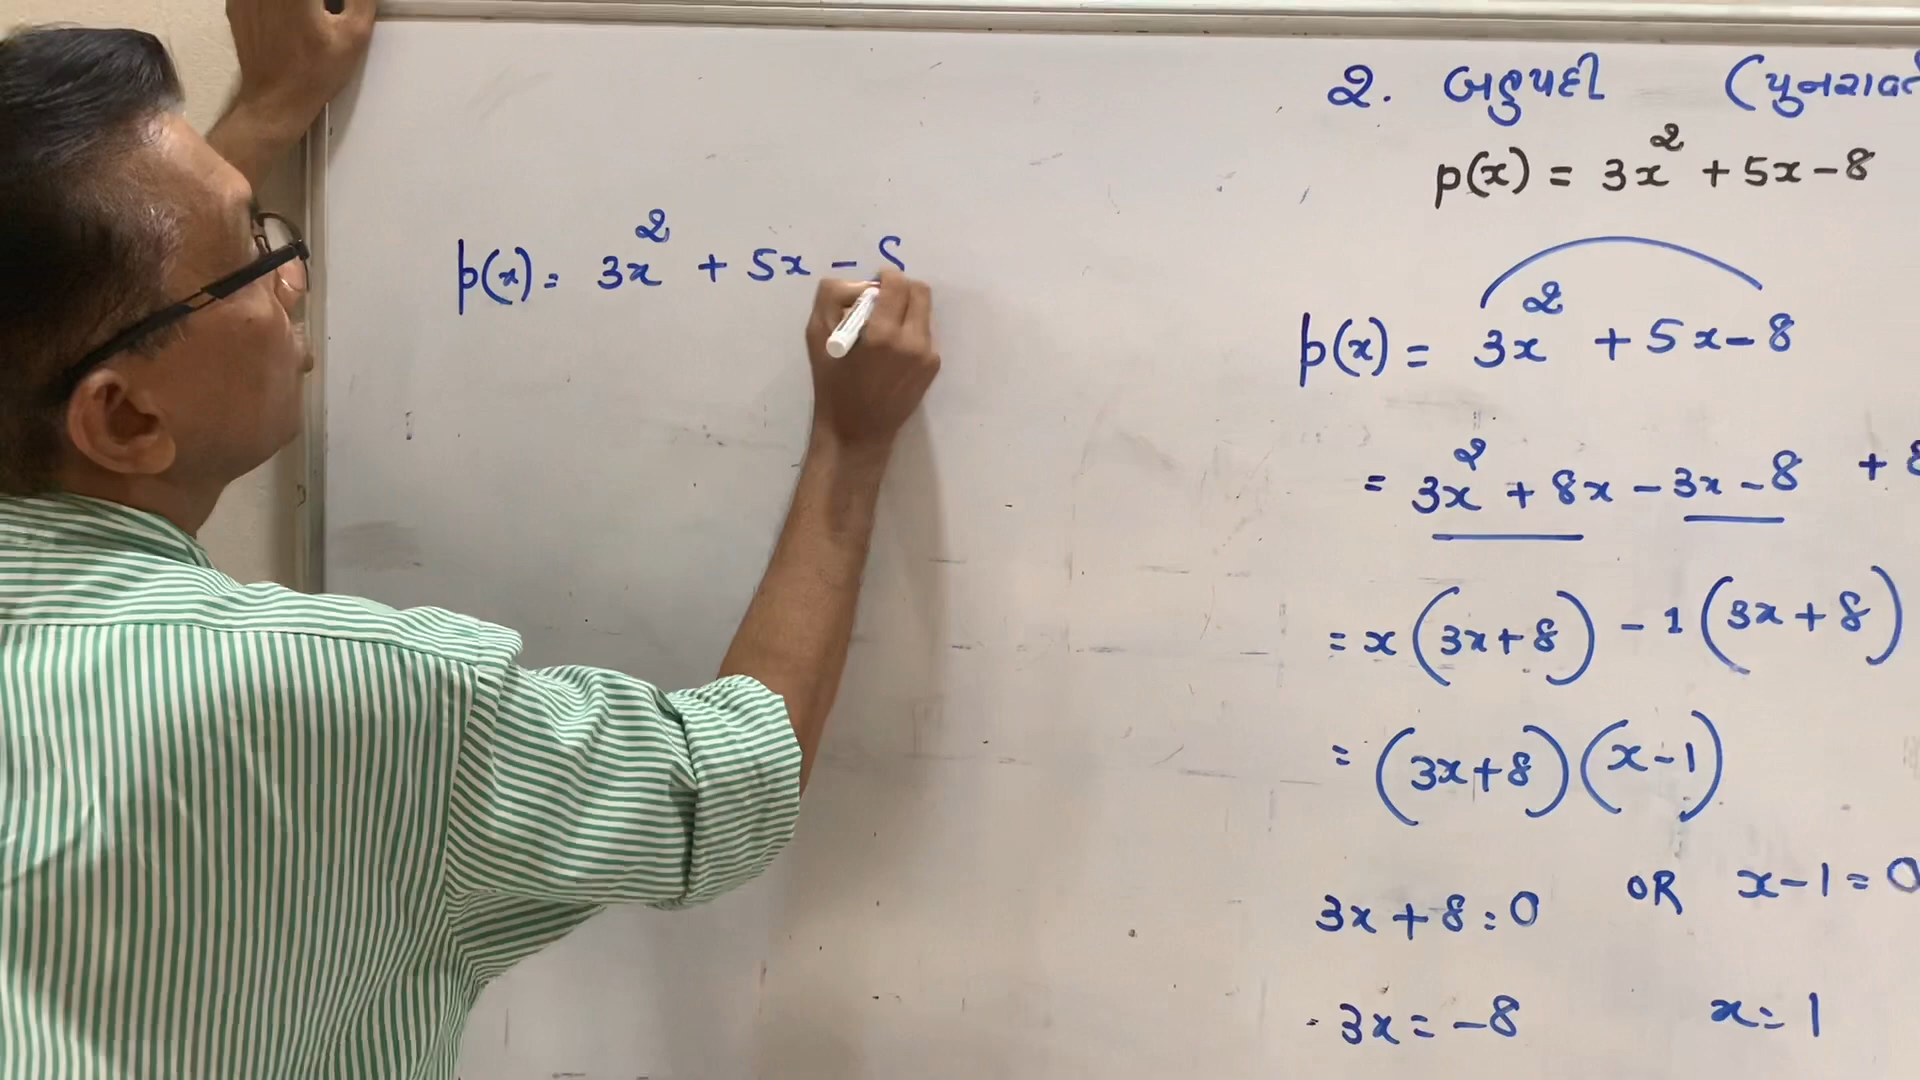 p(x) = 3x² + 5x - 8
2. બહુપદી
p(x) = 3x² + 5x - 8
p(x) = 3x² + 5x - 8
= 3x² + 8x - 3x - 8 +
= x(3x+8) - 1(3x+8)
= (3x+8)(x-1)
3x + 8 = 0 OR x-1 = 0
3x = -8 x = 1